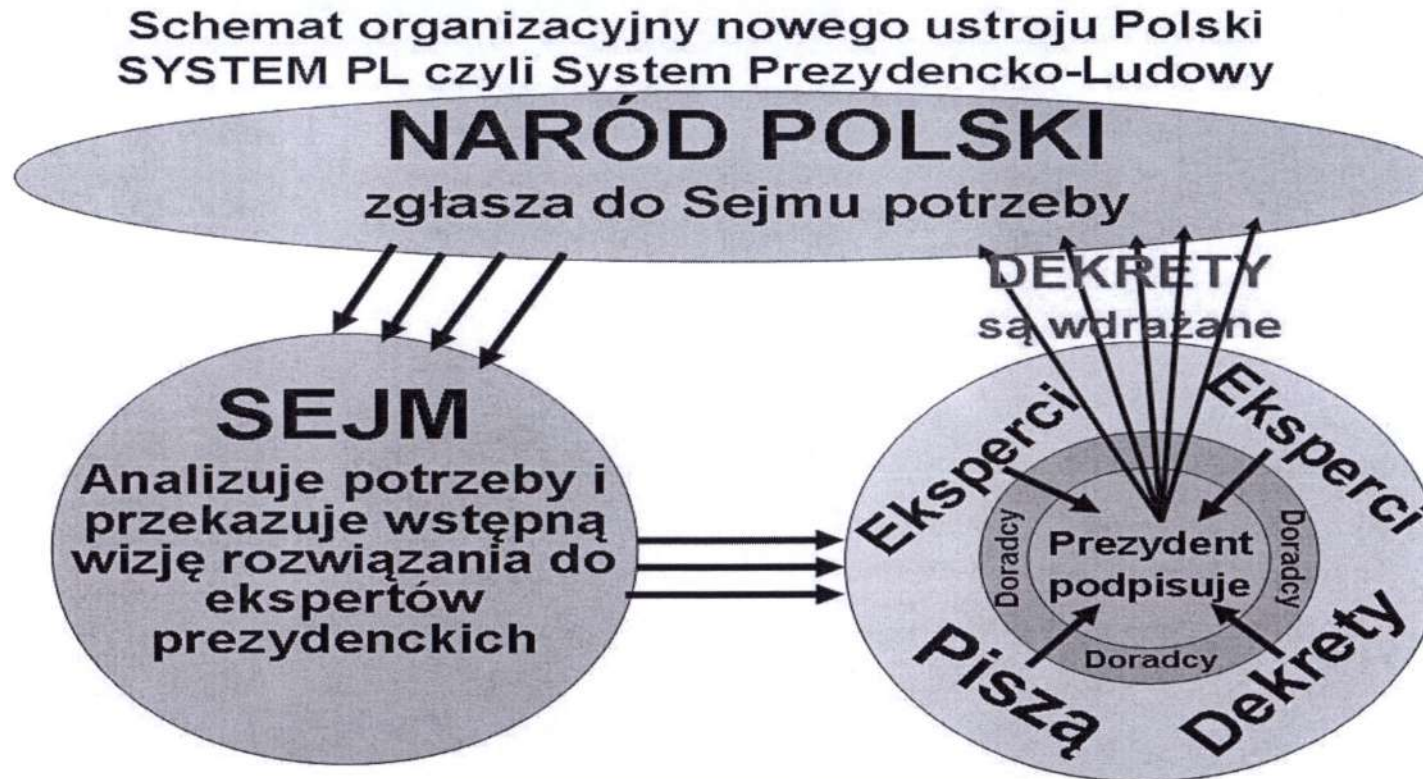 Schemat organizacyjny nowego ustroju Polski
SYSTEM PL czyli System Prezydencko-Ludowy
NARÓD POLSKI
zgłasza do Sejmu potrzeby
DEKRETY
są wdrażane
SEJM
Analizuje potrzeby i
przekazuje wstępną
wizję rozwiązania do
ekspertów
prezydenckich
Eksperci
Eksperci
Doradcy
Prezydent
podpisuje
Doradcy
Doradcy
Piszą
Dekrety